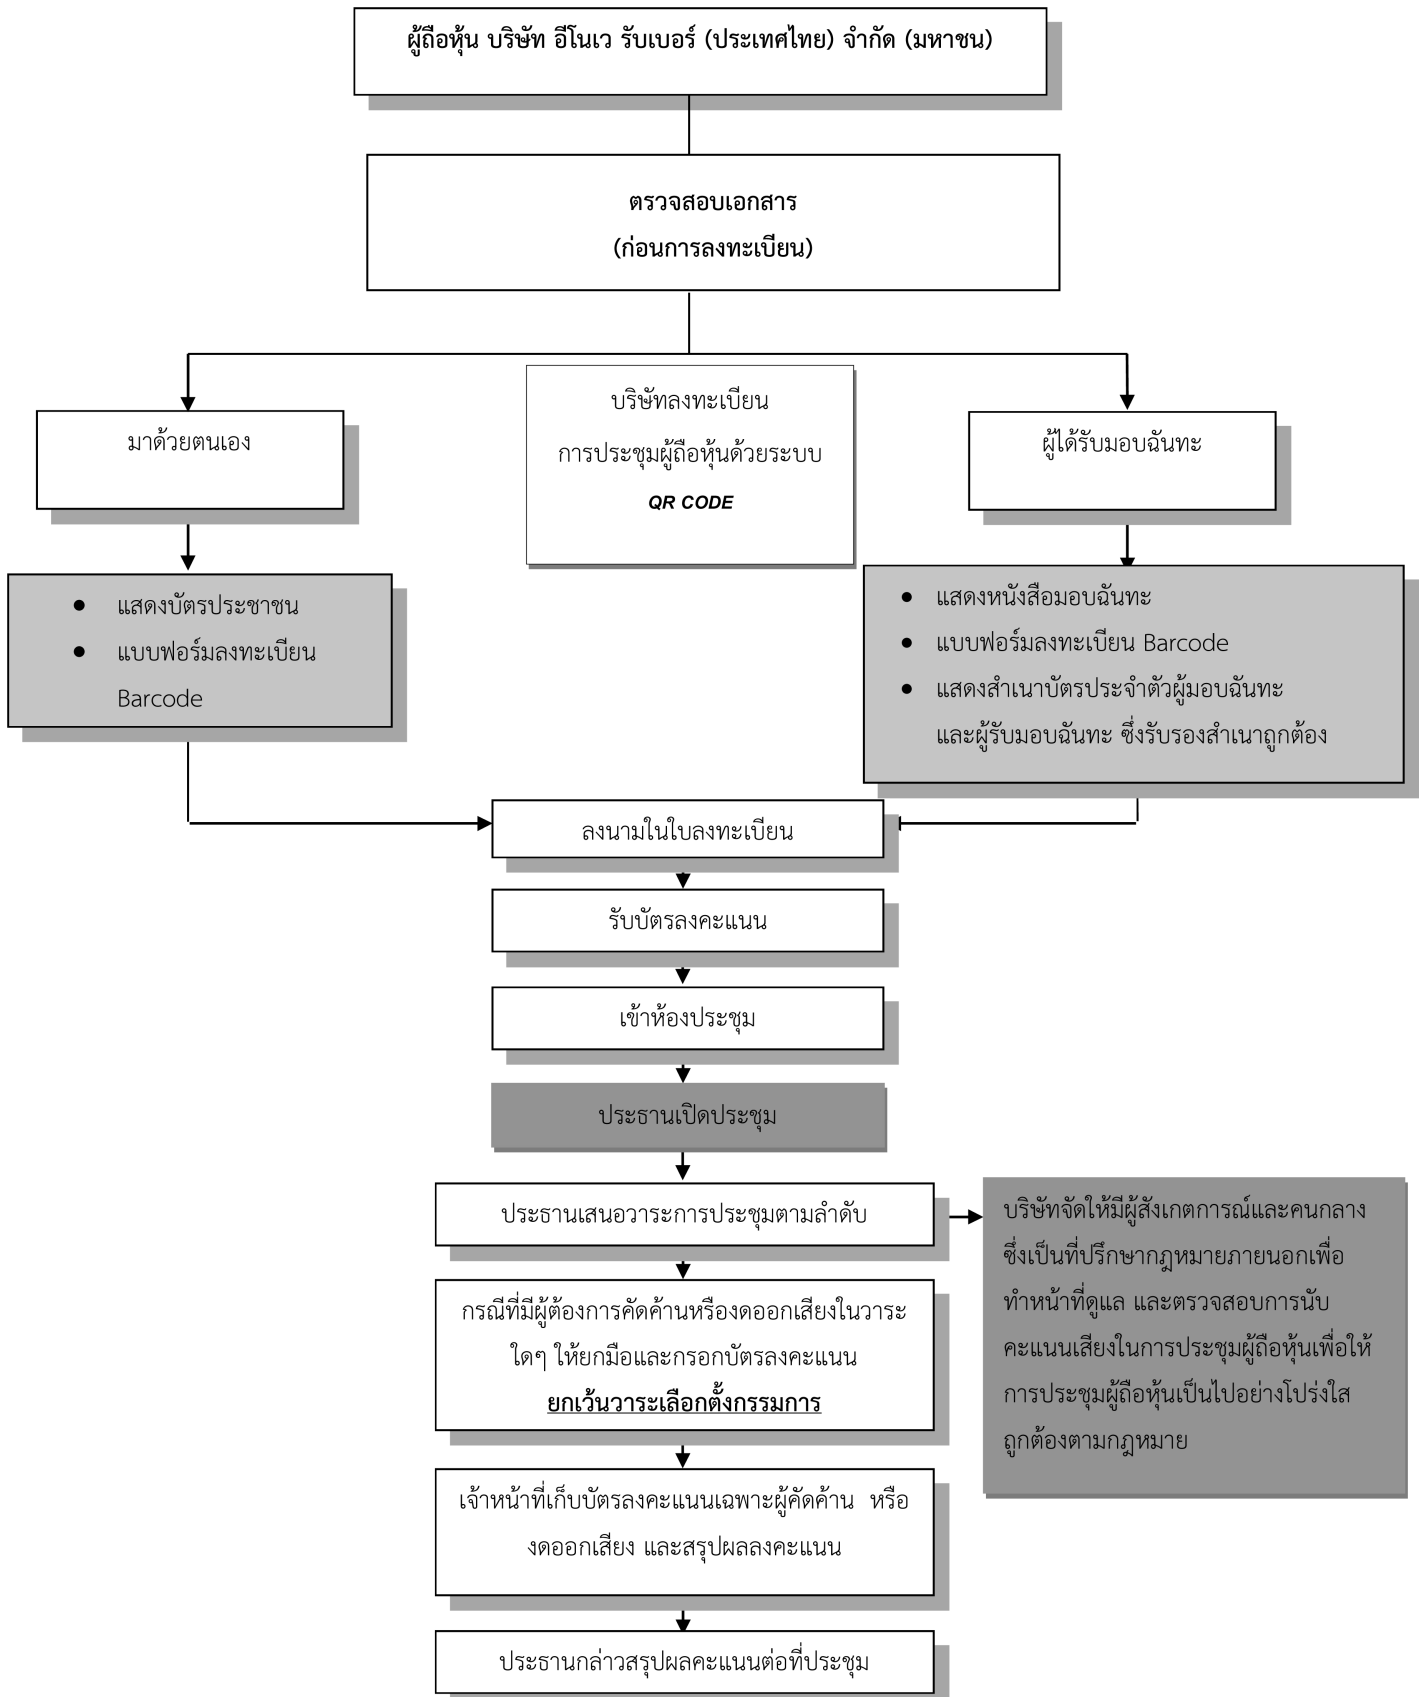 ผู้ถือหุ้น บริษัท อีโนเว รับเบอร์ (ประเทศไทย) จำกัด (มหาชน)
ตรวจสอบเอกสาร
(ก่อนการลงทะเบียน)
มาด้วยตนเอง
บริษัทลงทะเบียน
การประชุมผู้ถือหุ้นด้วยระบบ
QR CODE
ผู้ได้รับมอบฉันทะ
• แสดงบัตรประชาชน
• แบบฟอร์มลงทะเบียน
Barcode
• แสดงหนังสือมอบฉันทะ
• แบบฟอร์มลงทะเบียน Barcode
• แสดงสำเนาบัตรประจำตัวผู้มอบฉันทะ
และผู้รับมอบฉันทะ ซึ่งรับรองสำเนาถูกต้อง
ลงนามในใบลงทะเบียน
รับบัตรลงคะแนน
เข้าห้องประชุม
ประธานเปิดประชุม
ประธานเสนอวาระการประชุมตามลำดับ
บริษัทจัดให้มีผู้สังเกตการณ์และคนกลาง
ซึ่งเป็นที่ปรึกษากฎหมายภายนอกเพื่อ
ทำหน้าที่ดูแล และตรวจสอบการนับ
คะแนนเสียงในการประชุมผู้ถือหุ้นเพื่อให้
การประชุมผู้ถือหุ้นเป็นไปอย่างโปร่งใส
ถูกต้องตามกฎหมาย
กรณีที่มีผู้ต้องการคัดค้านหรืองดออกเสียงในวาระ
ใดๆ ให้ยกมือและกรอกบัตรลงคะแนน
ยกเว้นวาระเลือกตั้งกรรมการ
เจ้าหน้าที่เก็บบัตรลงคะแนนเฉพาะผู้คัดค้าน หรือ
งดออกเสียง และสรุปผลลงคะแนน
ประธานกล่าวสรุปผลคะแนนต่อที่ประชุม